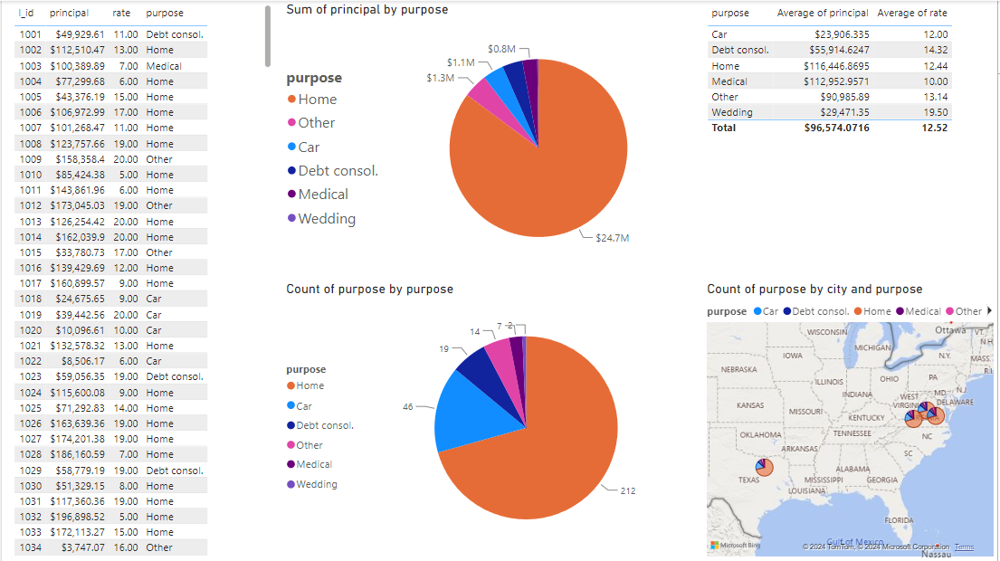 l_id principal rate purpose
1001 $49,929.61 11.00 Debt consol.
1002 $112,510.47 13.00 Home
1003 $100,389.89 7.00 Medical
1004 $77,299.68 6.00 Home
1005 $43,376.19 15.00 Home
1006 $106,972.99 17.00 Home
1007 $101,268.47 11.00 Home
1008 $123,757.66 19.00 Home
1009 $158,358.4 20.00 Other
1010 $85,424.38 5.00 Home
1011 $143,861.96 6.00 Home
1012 $173,045.03 19.00 Other
1013 $126,254.42 20.00 Home
1014 $162,039.9 20.00 Home
1015 $33,780.73 17.00 Other
1016 $139,429.69 12.00 Home
1017 $160,899.57 9.00 Home
1018 $24,675.65 9.00 Car
1019 $39,442.56 20.00 Car
1020 $10,096.61 10.00 Car
1021 $132,578.32 13.00 Home
1022 $8,506.17 6.00 Car
1023 $59,056.35 19.00 Debt consol.
1024 $115,600.08 9.00 Home
1025 $71,292.83 14.00 Home
1026 $163,639.36 19.00 Home
1027 $174,201.38 19.00 Home
1028 $186,160.59 7.00 Home
1029 $58,779.19 19.00 Debt consol.
1030 $51,329.15 8.00 Home
1031 $117,360.36 19.00 Home
1032 $196,898.52 5.00 Home
1033 $172,113.27 15.00 Home
1034 $3,747.07 16.00 Other
Sum of principal by purpose
purpose
Home
Other
Car
Debt consol.
Medical
Wedding
$0.8M
$1.1M
$1.3M
$24.7M
purpose Average of principal Average of rate
Car $23,906.335 12.00
Debt consol. $55,914.6247 14.32
Home $116,446.8695 12.44
Medical $112,952.9571 10.00
Other $90,985.89 13.14
Wedding $29,471.35 19.50
Total $96,574.0716 12.52
Count of purpose by purpose
purpose
Home
Car
Debt consol.
Other
Medical
Wedding
7 2
14
19
46
212
Count of purpose by city and purpose
purpose Car Debt consol. Home Medical Other
WISCONSIN
Ottawa
VT.
MICHIGAN
N.H
IOWA
N.Y.
MASS.
NEBRASKA
R.I.
ILLINOIS
OHIO
PA
INDIANA
N.J.
WEST
VIRGINIA
MD.
DELAWARE
KANSAS
MISSOURI
KENTUCKY
OKLAHOMA
TENNESSEE
NC
ARKANSAS
SC
ALABAMA
TEXAS
MISSISSIPPI
GEORGIA
LOUISIANA
FLORIDA
Gulf of Mexico
Microsoft Bing
© 2024 TomTom, © 2024 Microsoft Corporation Terms
Nassau